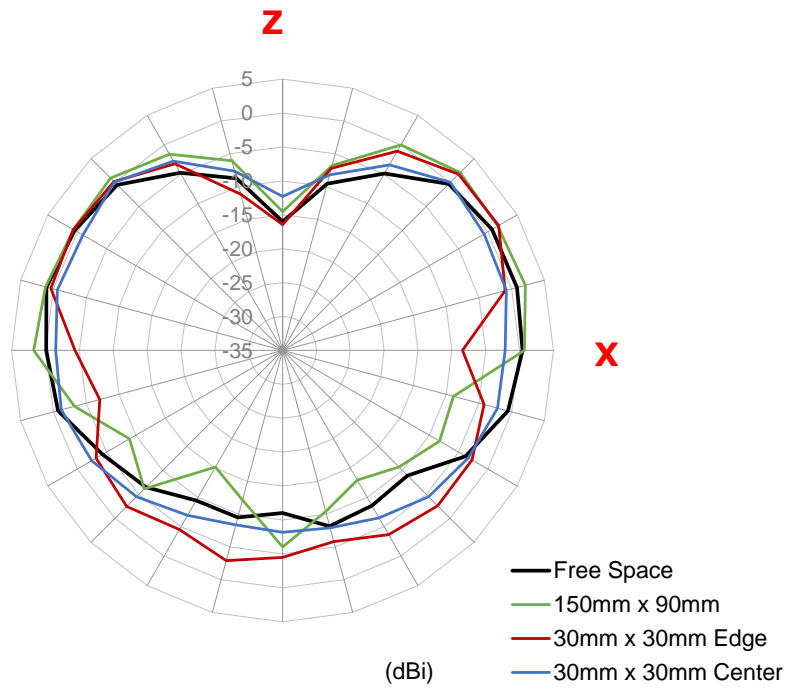 Z
5
0
-5
-10
-15
-20
-25
-30
-35
X
Free Space
150mm x 90mm
30mm x 30mm Edge
30mm x 30mm Center
(dBi)